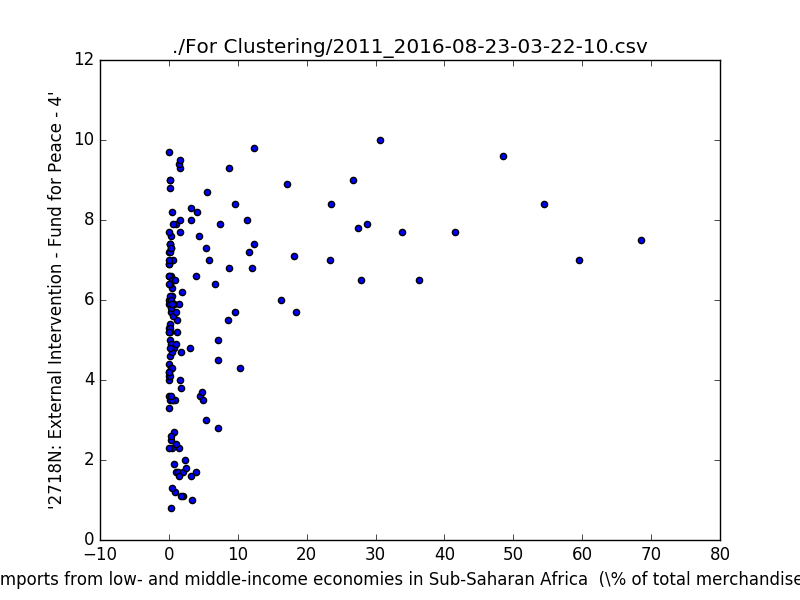 ./For Clustering/2011_2016-08-23-03-22-10.csv
'2718N: External Intervention - Fund for Peace - 4'
12
10
8
6
4
2
0
−10 0 10 20 30 40 50 60 70 80
mports from low- and middle-income economies in Sub-Saharan Africa (\% of total merchandise